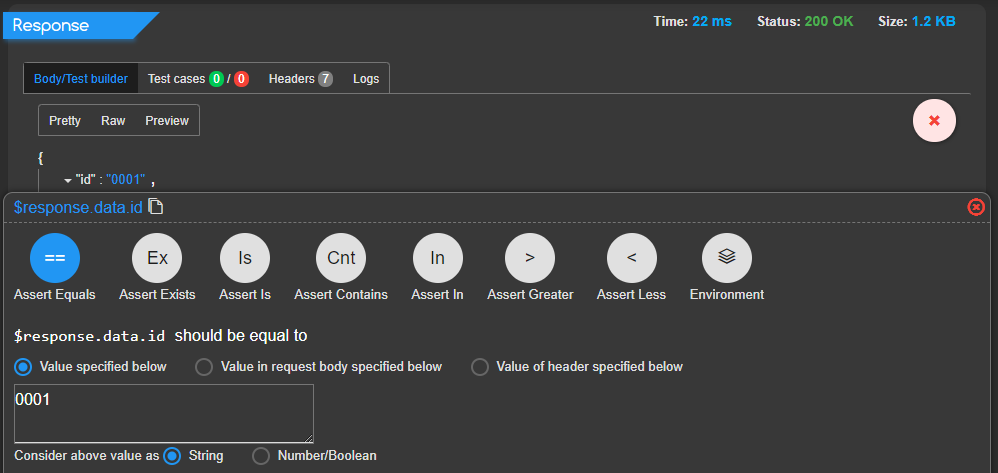 Response
Time: 22 ms Status: 200 OK Size: 1.2 KB
Body/Test builder Test cases 0 / 0 Headers 7 Logs
Pretty Raw Preview
{
"id" : "0001" ,
$response.data.id
== Ex Is Cnt In > <
Assert Equals Assert Exists Assert Is Assert Contains Assert In Assert Greater Assert Less Environment
$response.data.id should be equal to
Value specified below Value in request body specified below Value of header specified below
0001
Consider above value as String Number/Boolean